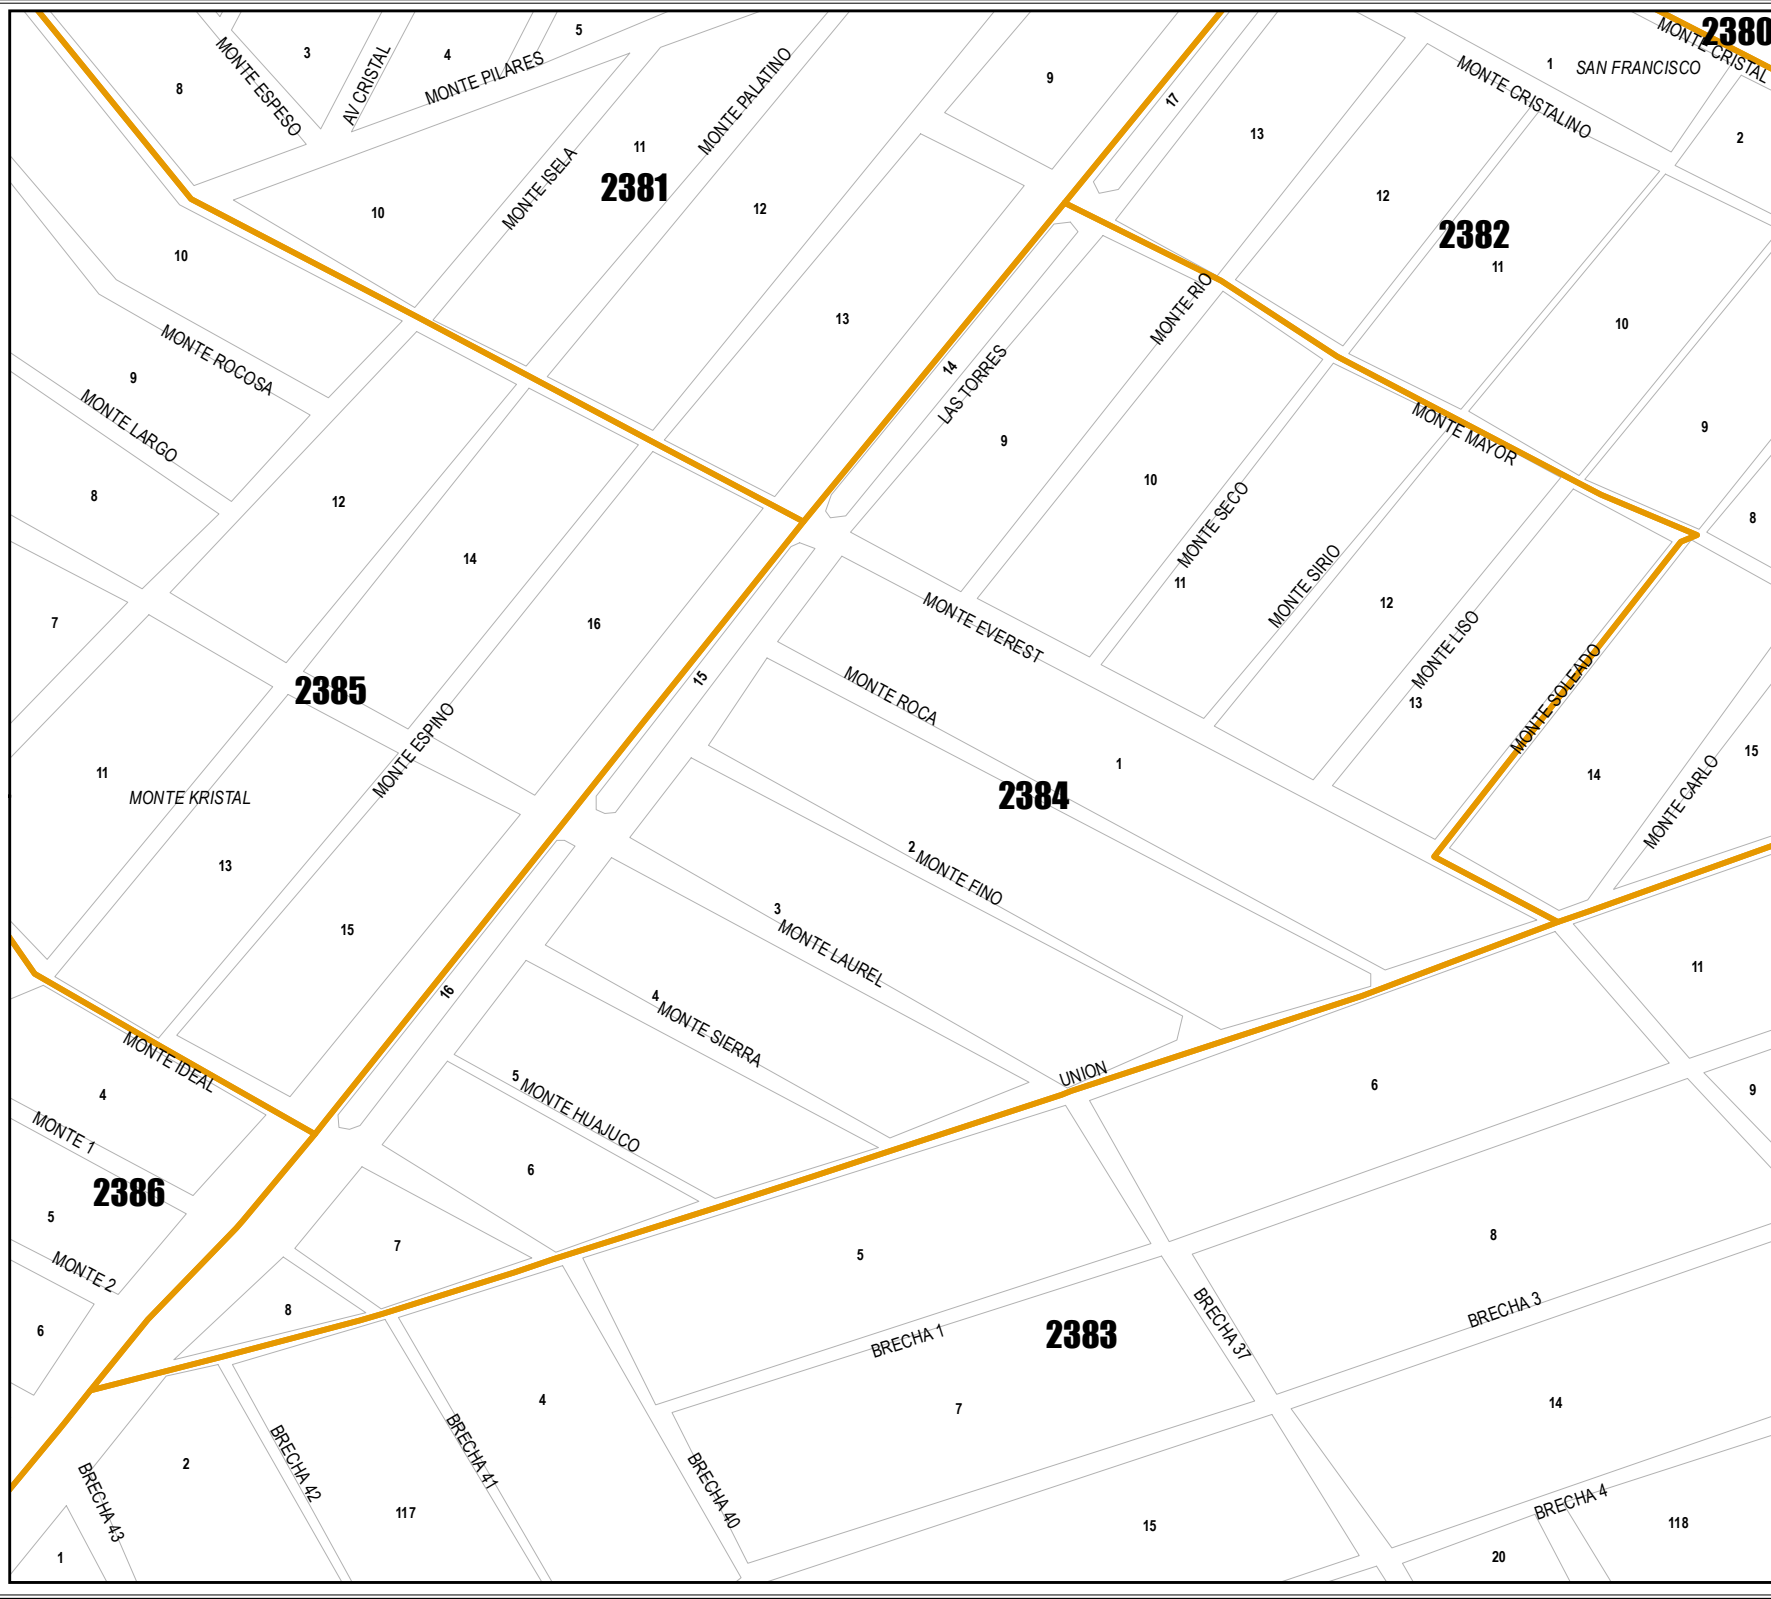 2380
MONTE CRISTAL
5
3
4
1
SAN FRANCISCO
MONTE ESPESO
AV CRISTAL
MONTE PILARES
MONTE PALATINO
9
8
17
MONTE CRISTALINO
13
2
11
MONTE ISELA
2381
12
10
12
2382
11
10
13
10
MONTE RIO
MONTE ROCOSA
14
LAS TORRES
9
MONTE LARGO
9
MONTE MAYOR
9
8
12
10
8
MONTE SECO
14
11
MONTE SIRIO
12
7
16
MONTE EVEREST
MONTE LISO
MONTE SOLEADO
15
2385
MONTE ROCA
13
MONTE ESPINO
1
15
11
MONTE KRISTAL
2384
14
MONTE CARLO
2
MONTE FINO
13
3
MONTE LAUREL
15
11
16
4
MONTE SIERRA
MONTE IDEAL
UNION
6
9
4
5
MONTE HUAJUCO
MONTE 1
6
2386
5
7
5
8
MONTE 2
8
6
BRECHA 1
2383
BRECHA 37
BRECHA 3
4
7
14
BRECHA 43
2
BRECHA 42
BRECHA 41
BRECHA 40
117
15
BRECHA 4
118
1
20